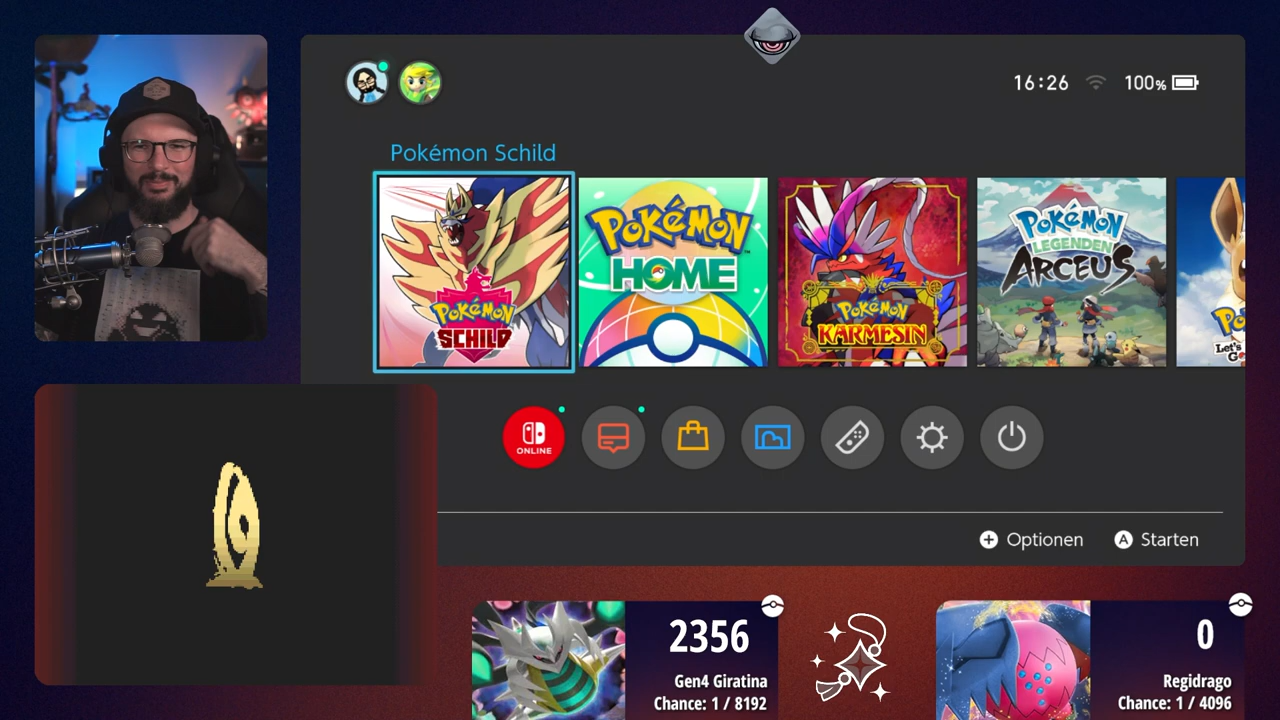 16:26
100%
Pokémon Schild
Pokémon
SCHILD
Pokémon
HOME
Pokémon
KARMESIN
Pokémon
LEGENDEN
ARCEUS
Let's
ONLINE
Optionen
Starten
2356
Gen4 Giratina
Chance: 1 / 8192
0
Regidrago
Chance: 1 / 4096